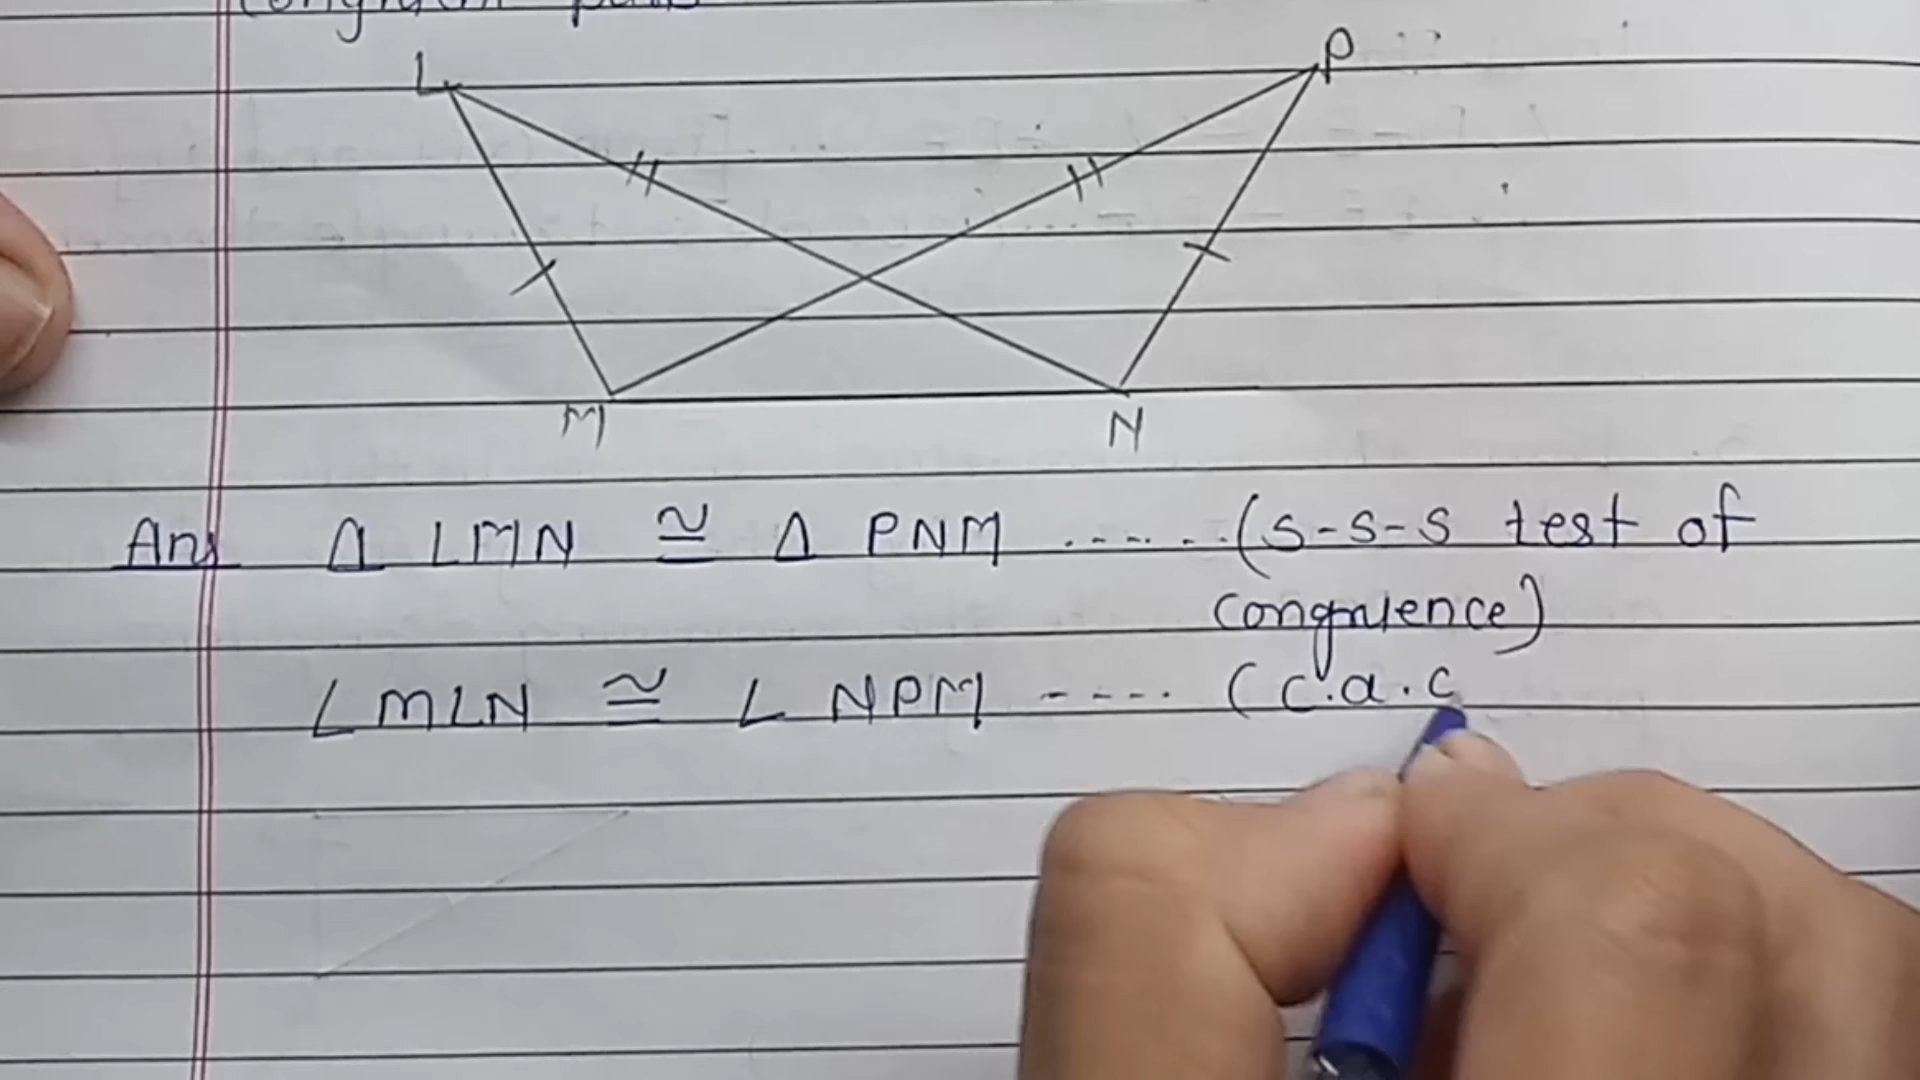 L
P
M
N
Ans Δ LMN ≅ Δ PNM ...... (S-S-S test of
congruence)
∠ MLN ≅ ∠ NPM .... (c.a.c